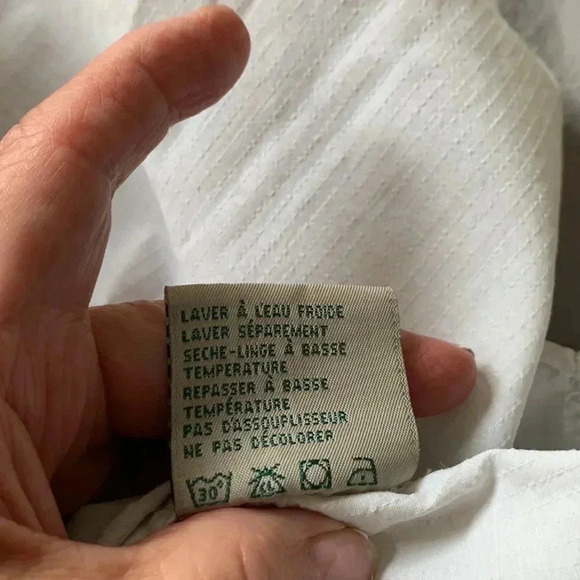 LAVER À L'EAU FROIDE
LAVER SÉPAREMENT
SECHE-LINGE À BASSE
TEMPERATURE
REPASSER À BASSE
TEMPÉRATURE
PAS D'ASSOUPLISSEUR
NE PAS DÉCOLORER
30°